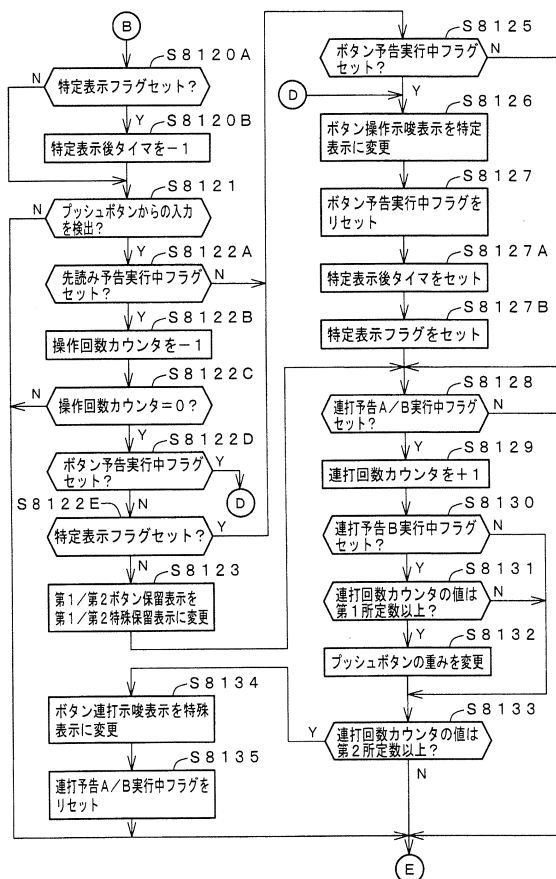 B
S8120A
特定表示フラグセット?
N
Y
S8120B
特定表示後タイマを-1
S8121
プッシュボタンからの入力
を検出?
N
Y
S8122A
先読み予告実行中フラグ
セット?
N
Y
S8122B
操作回数カウンタを-1
S8122C
操作回数カウンタ=0?
N
Y
S8122D
ボタン予告実行中フラグ
セット?
Y
D
N
S8122E
特定表示フラグセット?
Y
N
S8123
第1/第2ボタン保留表示を
第1/第2特殊保留表示に変更
S8125
ボタン予告実行中フラグ
セット?
N
Y
D
S8126
ボタン操作示唆表示を特定
表示に変更
S8127
ボタン予告実行中フラグを
リセット
S8127A
特定表示後タイマをセット
S8127B
特定表示フラグをセット
S8128
連打予告A/B実行中フラグ
セット?
N
Y
S8129
連打回数カウンタを+1
S8130
連打予告B実行中フラグ
セット?
N
Y
S8131
連打回数カウンタの値は
第1所定数以上?
N
Y
S8132
プッシュボタンの重みを変更
S8133
連打回数カウンタの値は
第2所定数以上?
Y
N
S8134
ボタン連打示唆表示を特殊
表示に変更
S8135
連打予告A/B実行中フラグを
リセット
E